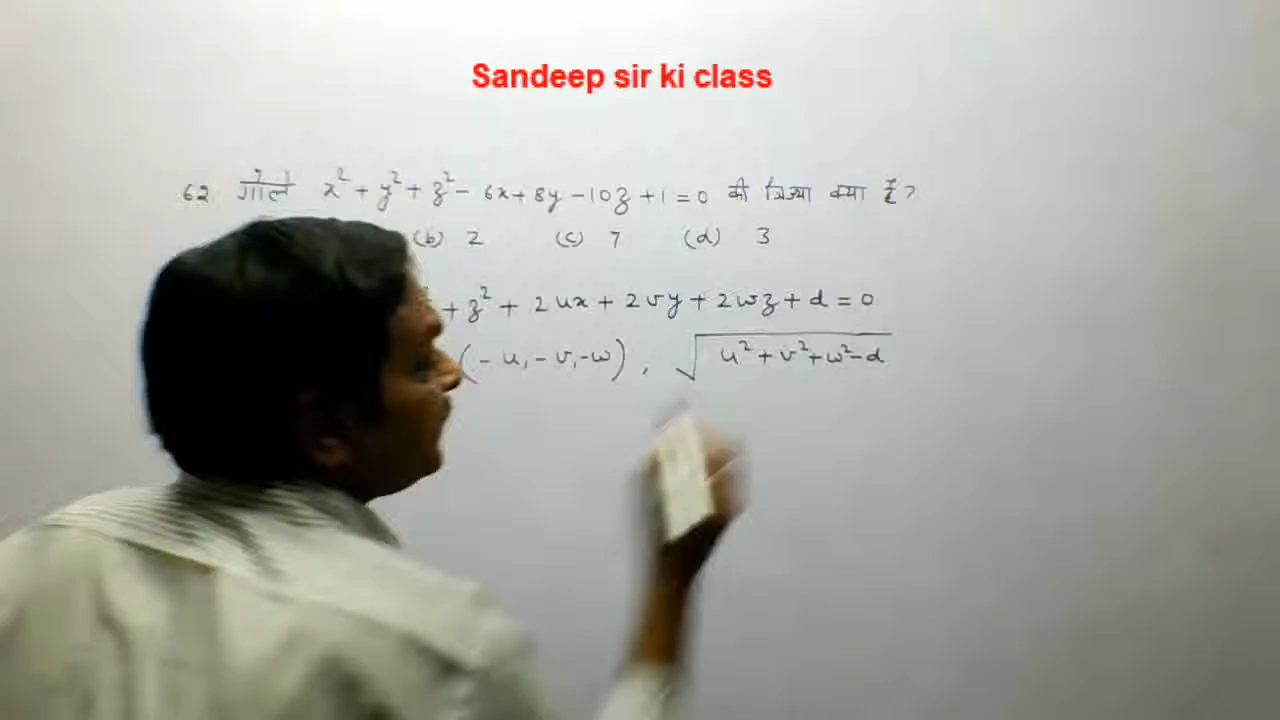 Sandeep sir ki class
62 गोले x² + y² + z² - 6x + 8y - 10z + 1 = 0 की त्रिज्या क्या है ?
(b) 2 (c) 7 (d) 3
+ z² + 2ux + 2vy + 2wz + d = 0
(-u, -v, -w) , √(u² + v² + w² - d)